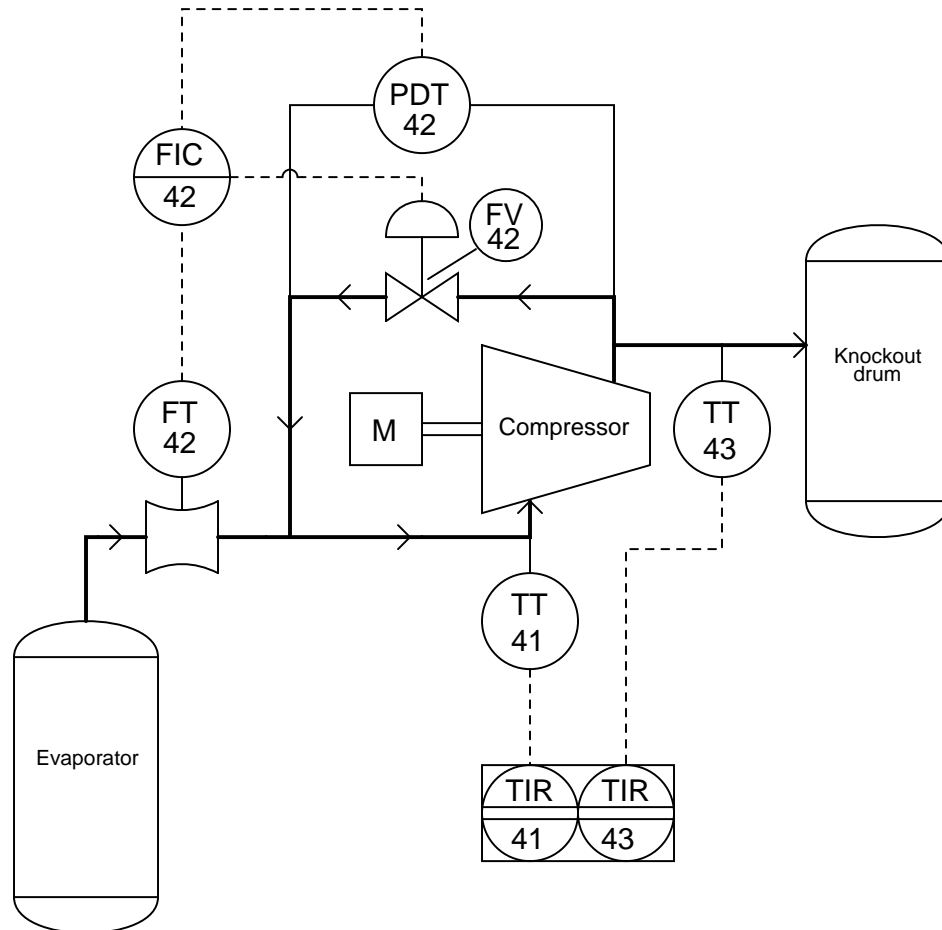 PDT
42
FIC
42
FV
42
FT
42
M
Compressor
TT
43
Knockout
drum
TT
41
Evaporator
TIR
41
TIR
43